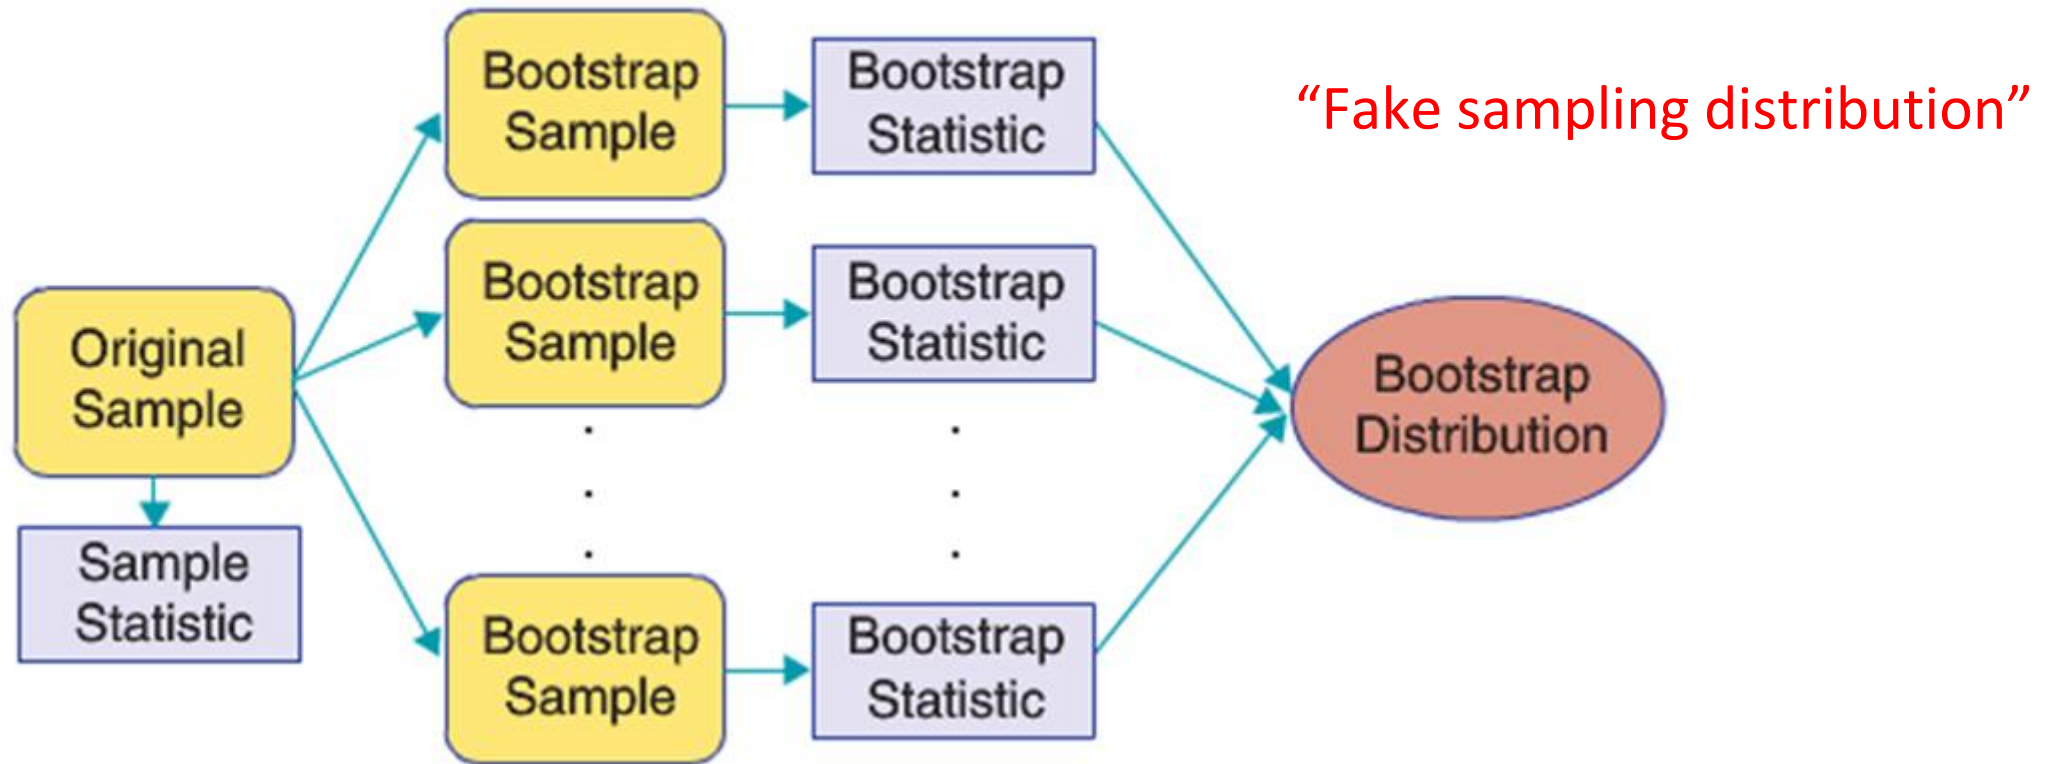 Bootstrap
Sample
Bootstrap
Statistic
“Fake sampling distribution”
Bootstrap
Sample
Bootstrap
Statistic
Original
Sample
Bootstrap
Distribution
Sample
Statistic
Bootstrap
Sample
Bootstrap
Statistic